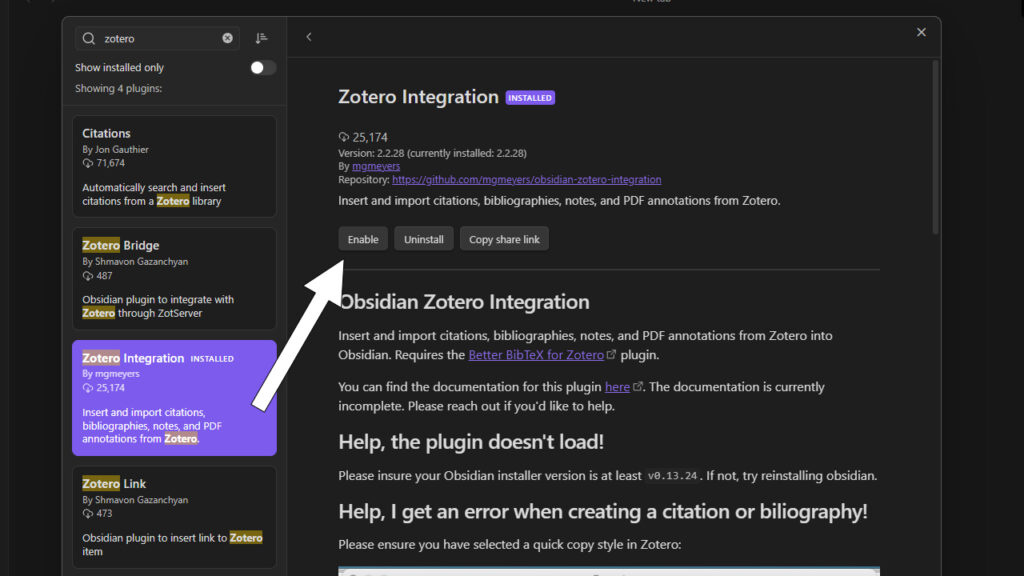 New tab
zotero
Show installed only
Showing 4 plugins:
Citations
By Jon Gauthier
71,674
Automatically search and insert
citations from a Zotero library
Zotero Bridge
By Shmavon Gazanchyan
487
Obsidian plugin to integrate with
Zotero through ZotServer
Zotero Integration INSTALLED
By mgmeyers
25,174
Insert and import citations,
bibliographies, notes, and PDF
annotations from Zotero.
Zotero Link
By Shmavon Gazanchyan
473
Obsidian plugin to insert link to Zotero
item
Zotero Integration INSTALLED
25,174
Version: 2.2.28 (currently installed: 2.2.28)
By mgmeyers
Repository: https://github.com/mgmeyers/obsidian-zotero-integration
Insert and import citations, bibliographies, notes, and PDF annotations from Zotero.
Enable Uninstall Copy share link
Obsidian Zotero Integration
Insert and import citations, bibliographies, notes, and PDF annotations from Zotero into
Obsidian. Requires the Better BibTeX for Zotero plugin.
You can find the documentation for this plugin here. The documentation is currently
incomplete. Please reach out if you'd like to help.
Help, the plugin doesn't load!
Please insure your Obsidian installer version is at least v0.13.24. If not, try reinstalling obsidian.
Help, I get an error when creating a citation or biliography!
Please ensure you have selected a quick copy style in Zotero: